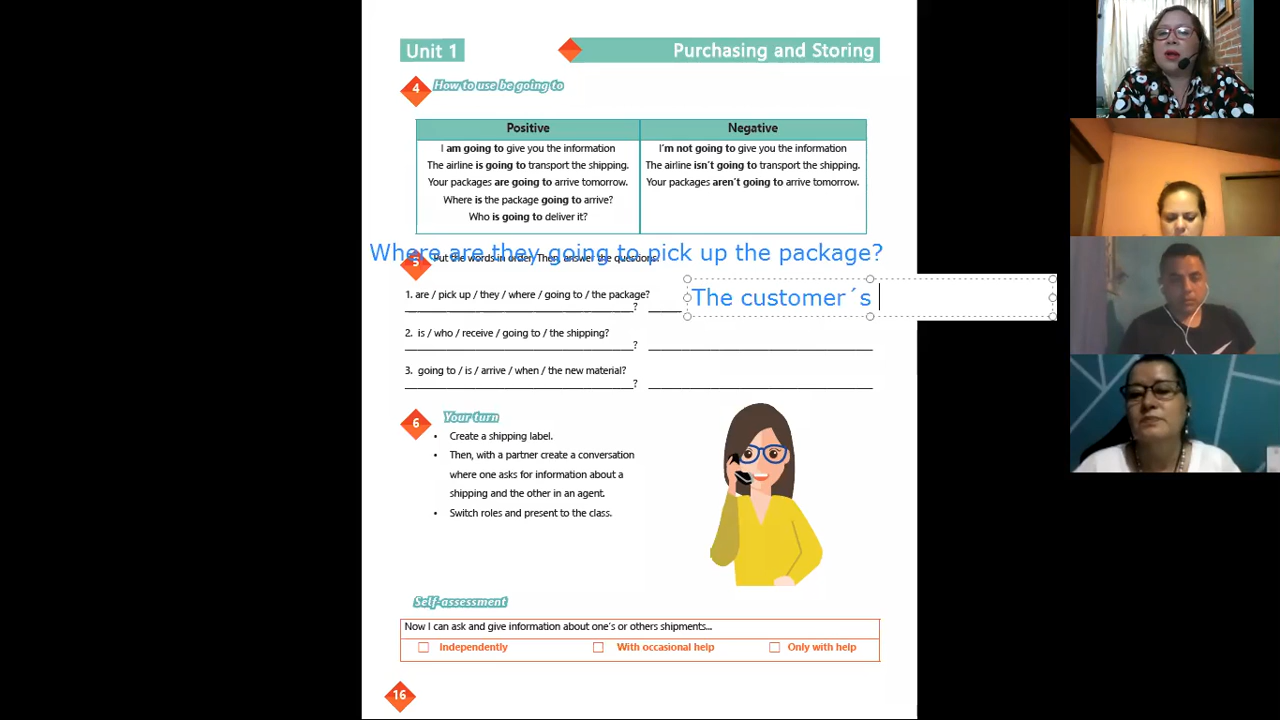 Unit 1
Purchasing and Storing
4 How to use be going to
Positive
Negative
I am going to give you the information
I'm not going to give you the information
The airline is going to transport the shipping.
The airline isn't going to transport the shipping.
Your packages are going to arrive tomorrow.
Your packages aren't going to arrive tomorrow.
Where is the package going to arrive?
Who is going to deliver it?
Where are they going to pick up the package?
5 Put the words in order. Then, answer the questions.
The customer´s
1. are / pick up / they / where / going to / the package?
?
2. is / who / receive / going to / the shipping?
?
3. going to / is / arrive / when / the new material?
?
6 Your turn
• Create a shipping label.
• Then, with a partner create a conversation
where one asks for information about a
shipping and the other in an agent.
• Switch roles and present to the class.
Self-assessment
Now I can ask and give information about one's or others shipments...
Independently
With occasional help
Only with help
16